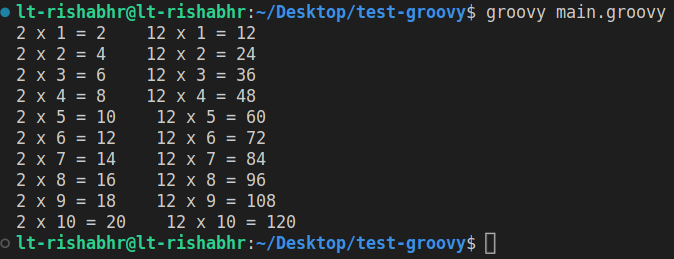 lt-rishabhr@lt-rishabhr:~/Desktop/test-groovy$ groovy main.groovy
2 x 1 = 2    12 x 1 = 12
2 x 2 = 4    12 x 2 = 24
2 x 3 = 6    12 x 3 = 36
2 x 4 = 8    12 x 4 = 48
2 x 5 = 10    12 x 5 = 60
2 x 6 = 12    12 x 6 = 72
2 x 7 = 14    12 x 7 = 84
2 x 8 = 16    12 x 8 = 96
2 x 9 = 18    12 x 9 = 108
2 x 10 = 20    12 x 10 = 120
lt-rishabhr@lt-rishabhr:~/Desktop/test-groovy$